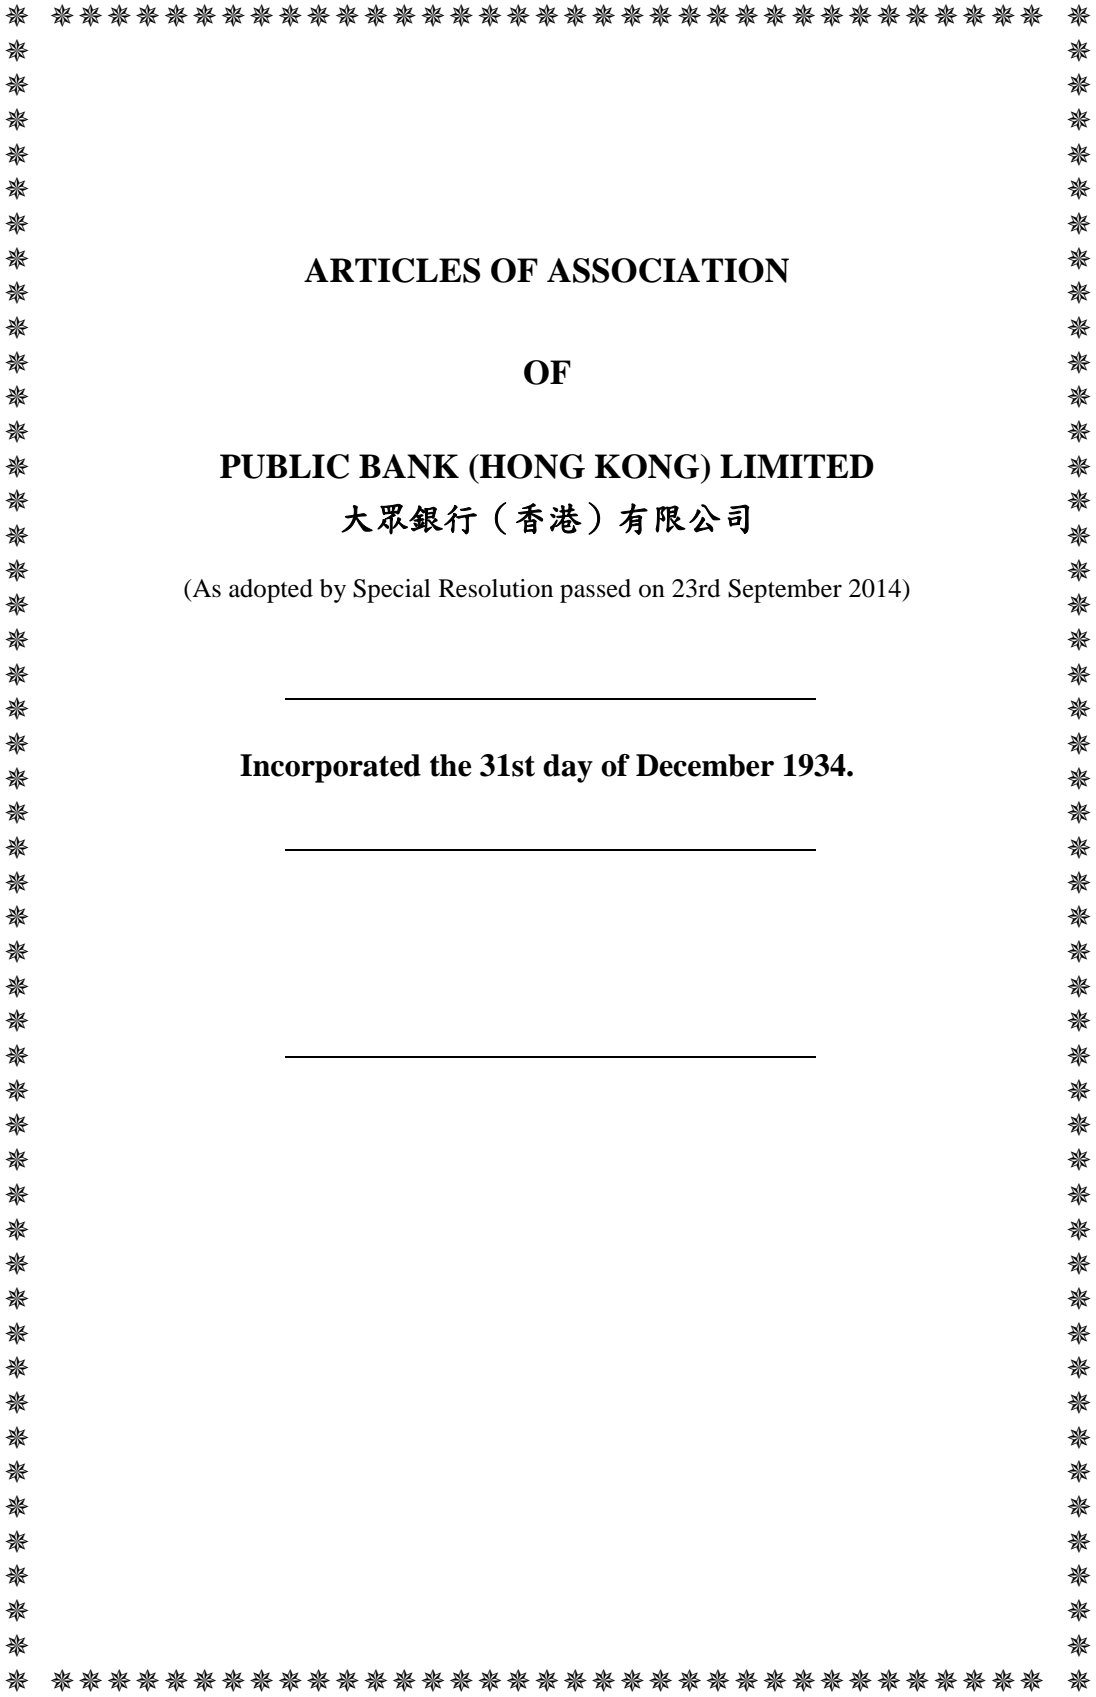 ARTICLES OF ASSOCIATION
OF
PUBLIC BANK (HONG KONG) LIMITED
大眾銀行（香港）有限公司
(As adopted by Special Resolution passed on 23rd September 2014)
Incorporated the 31st day of December 1934.